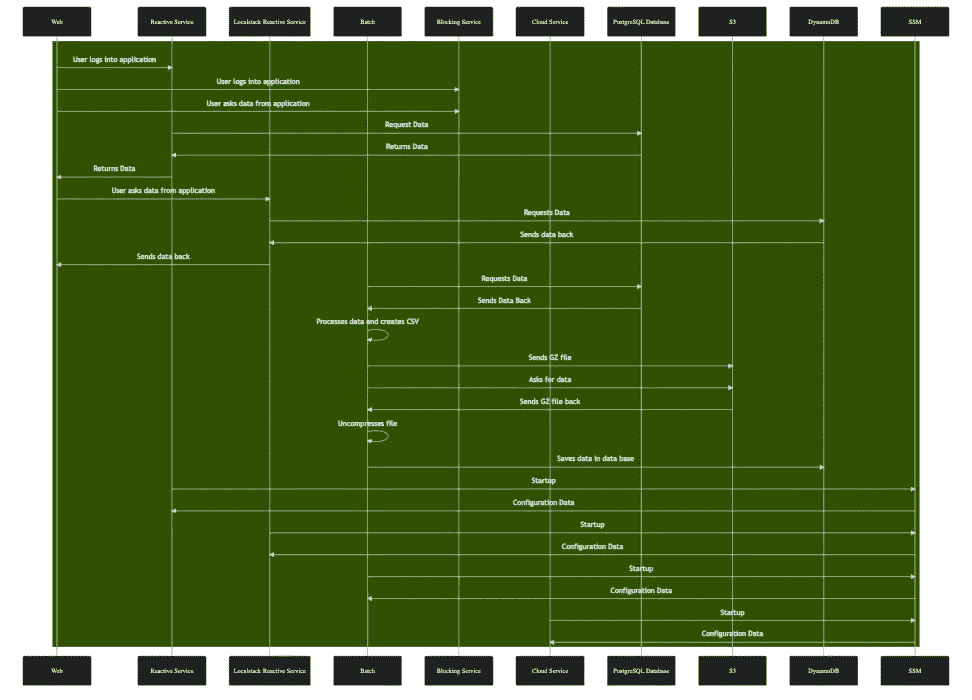 Web
Reactive Service
Localstack Reactive Service
Batch
Blocking Service
Cloud Service
PostgreSQL Database
S3
DynamoDB
SSM
User logs into application
User logs into application
User asks data from application
Request Data
Returns Data
Returns Data
User asks data from application
Requests Data
Sends data back
Sends data back
Requests Data
Sends Data Back
Processes data and creates CSV
Sends GZ file
Asks for data
Sends GZ file back
Uncompresses file
Saves data in data base
Startup
Configuration Data
Startup
Configuration Data
Startup
Configuration Data
Startup
Configuration Data
Web
Reactive Service
Localstack Reactive Service
Batch
Blocking Service
Cloud Service
PostgreSQL Database
S3
DynamoDB
SSM